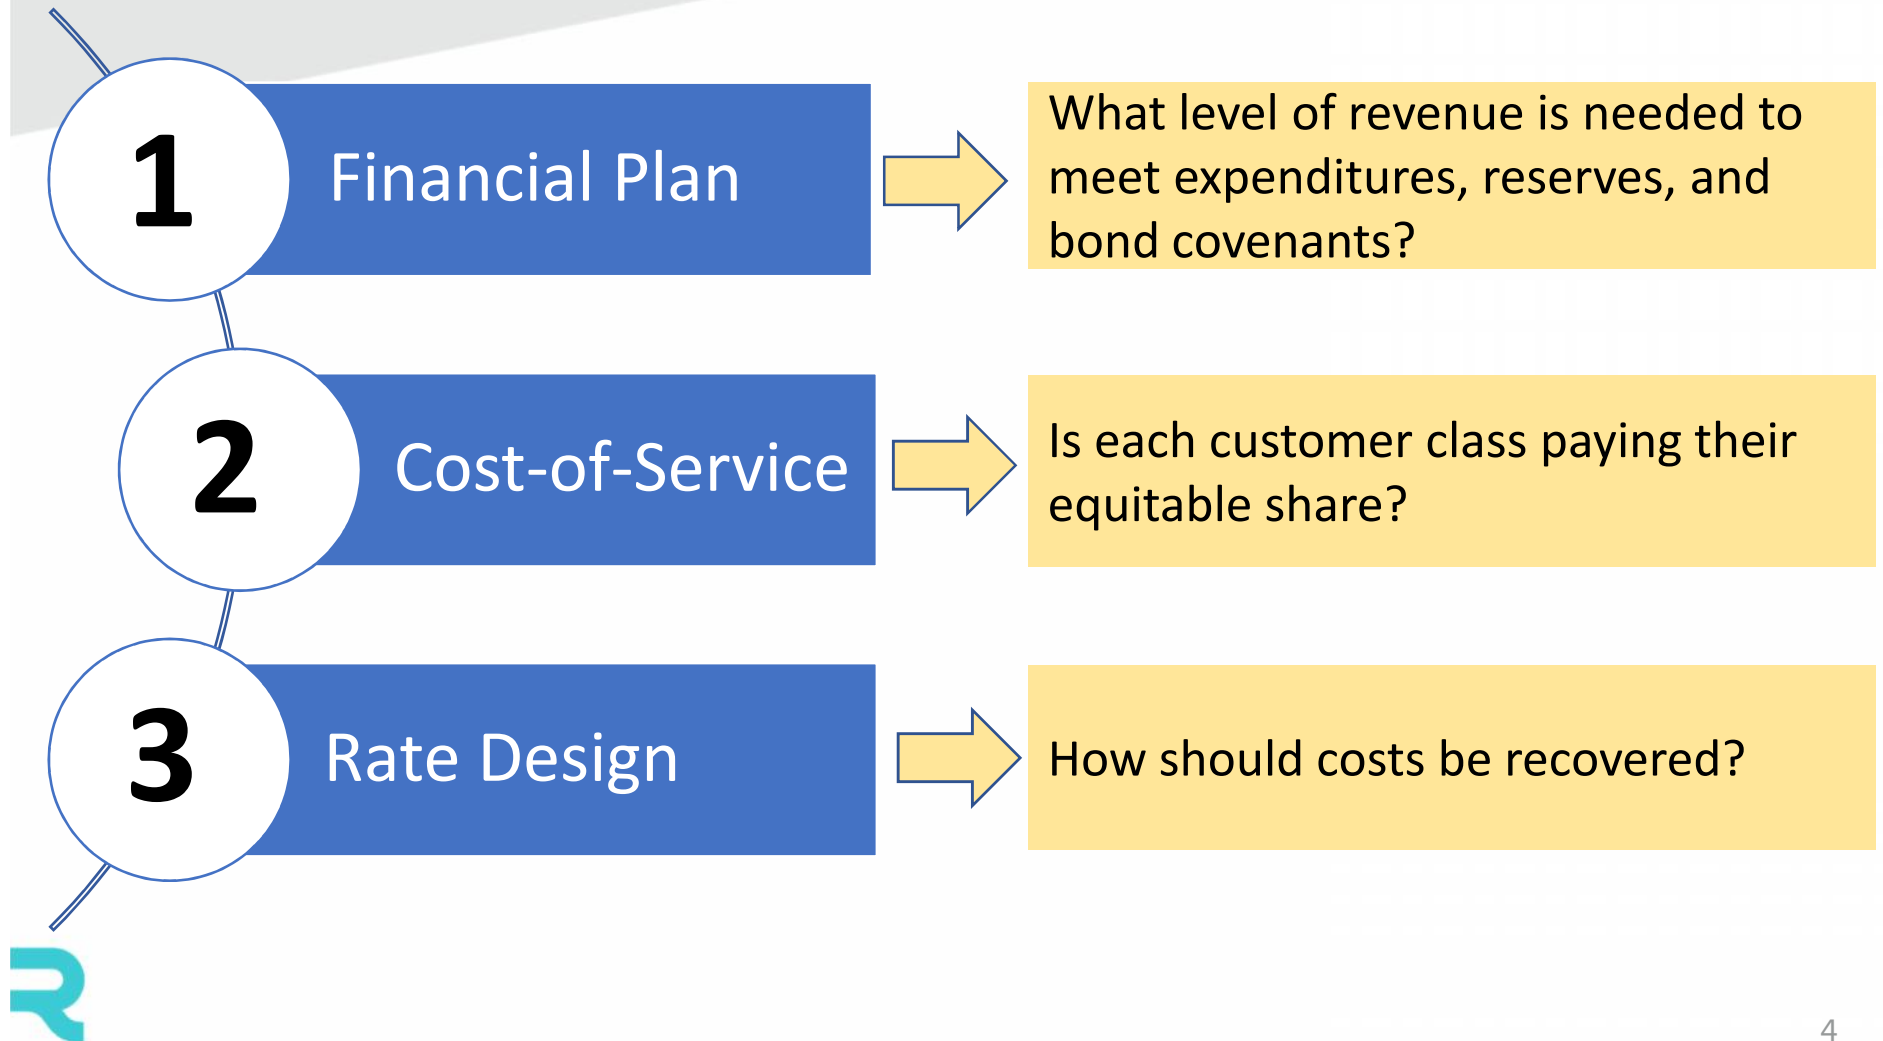 1
Financial Plan
What level of revenue is needed to
meet expenditures, reserves, and
bond covenants?
2
Cost-of-Service
Is each customer class paying their
equitable share?
3
Rate Design
How should costs be recovered?
R
4